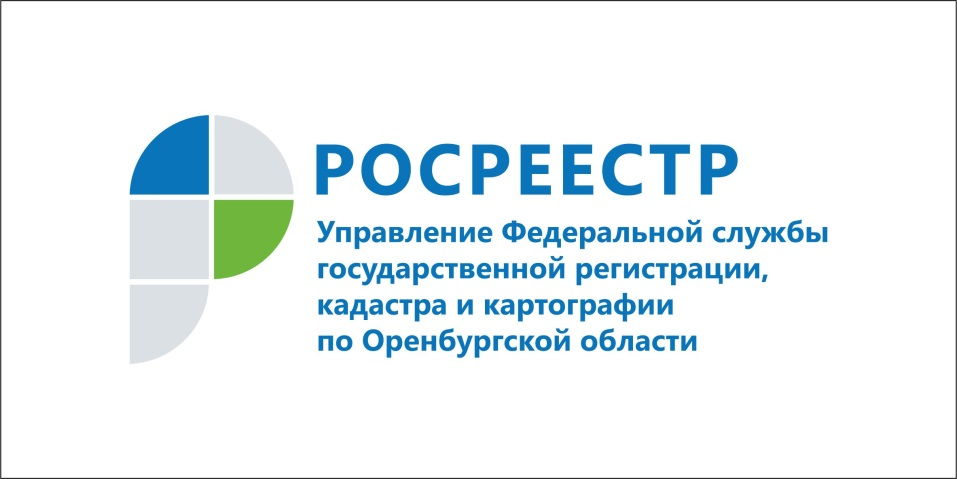 РОСРЕЕСТР
Управление Федеральной службы
государственной регистрации,
кадастра и картографии
по Оренбургской области